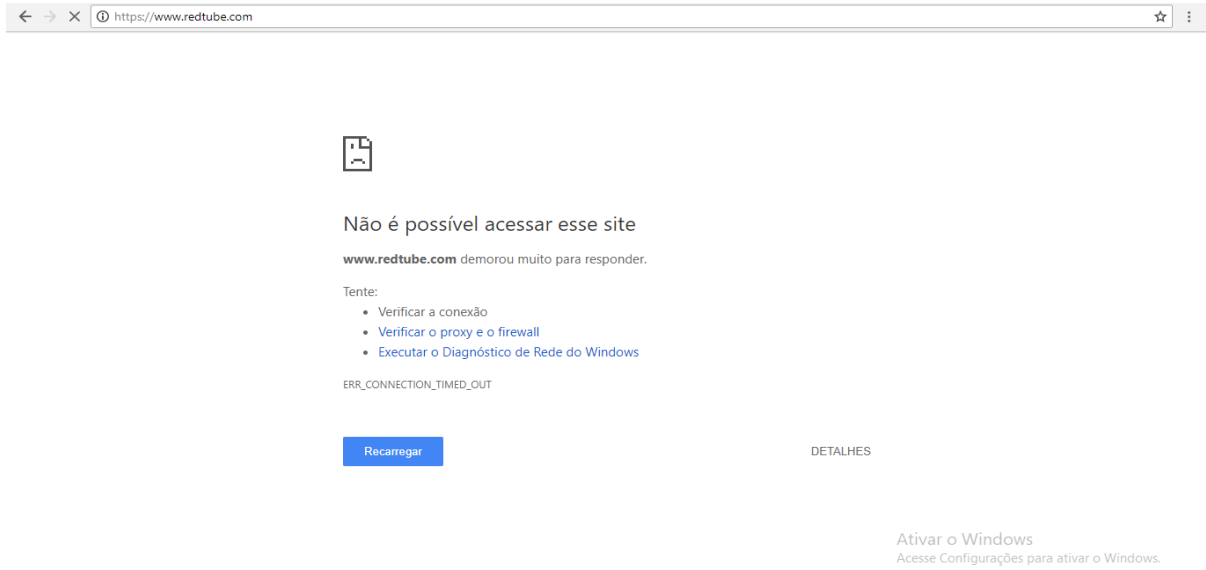 https://www.redtube.com
Não é possível acessar esse site
www.redtube.com demorou muito para responder.
Tente:
Verificar a conexão
Verificar o proxy e o firewall
Executar o Diagnóstico de Rede do Windows
ERR_CONNECTION_TIMED_OUT
Recarregar DETALHES
Ativar o Windows
Acesse Configurações para ativar o Windows.